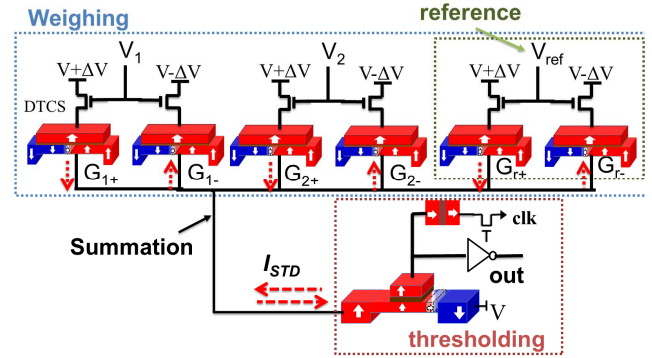 Weighing
reference
V1
V2
Vref
V+ΔV
V-ΔV
V+ΔV
V-ΔV
V+ΔV
V-ΔV
DTCS
G1+
G1-
G2+
G2-
Gr+
Gr-
Summation
ISTD
clk
T
out
V
thresholding